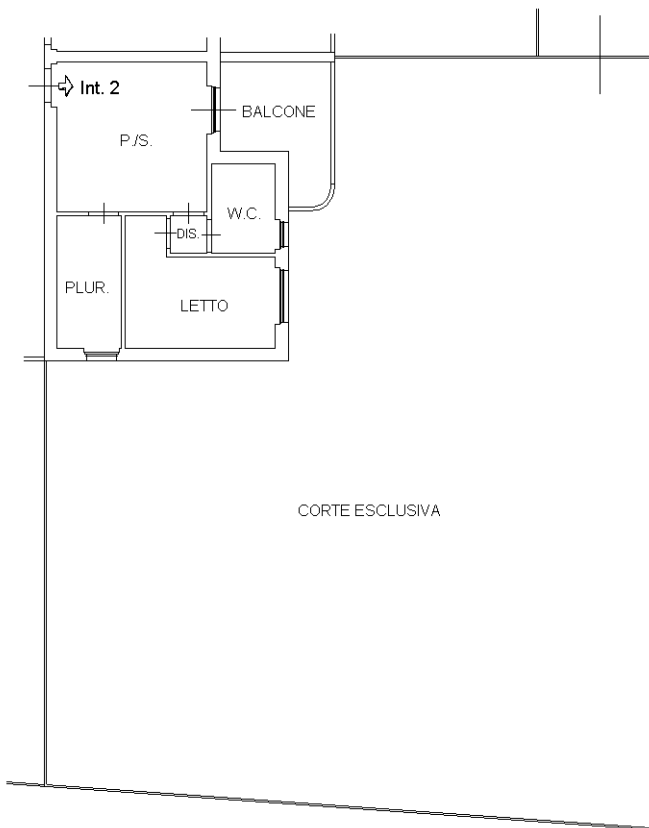 Int. 2
BALCONE
P./S.
W.C.
DIS.
PLUR.
LETTO
CORTE ESCLUSIVA